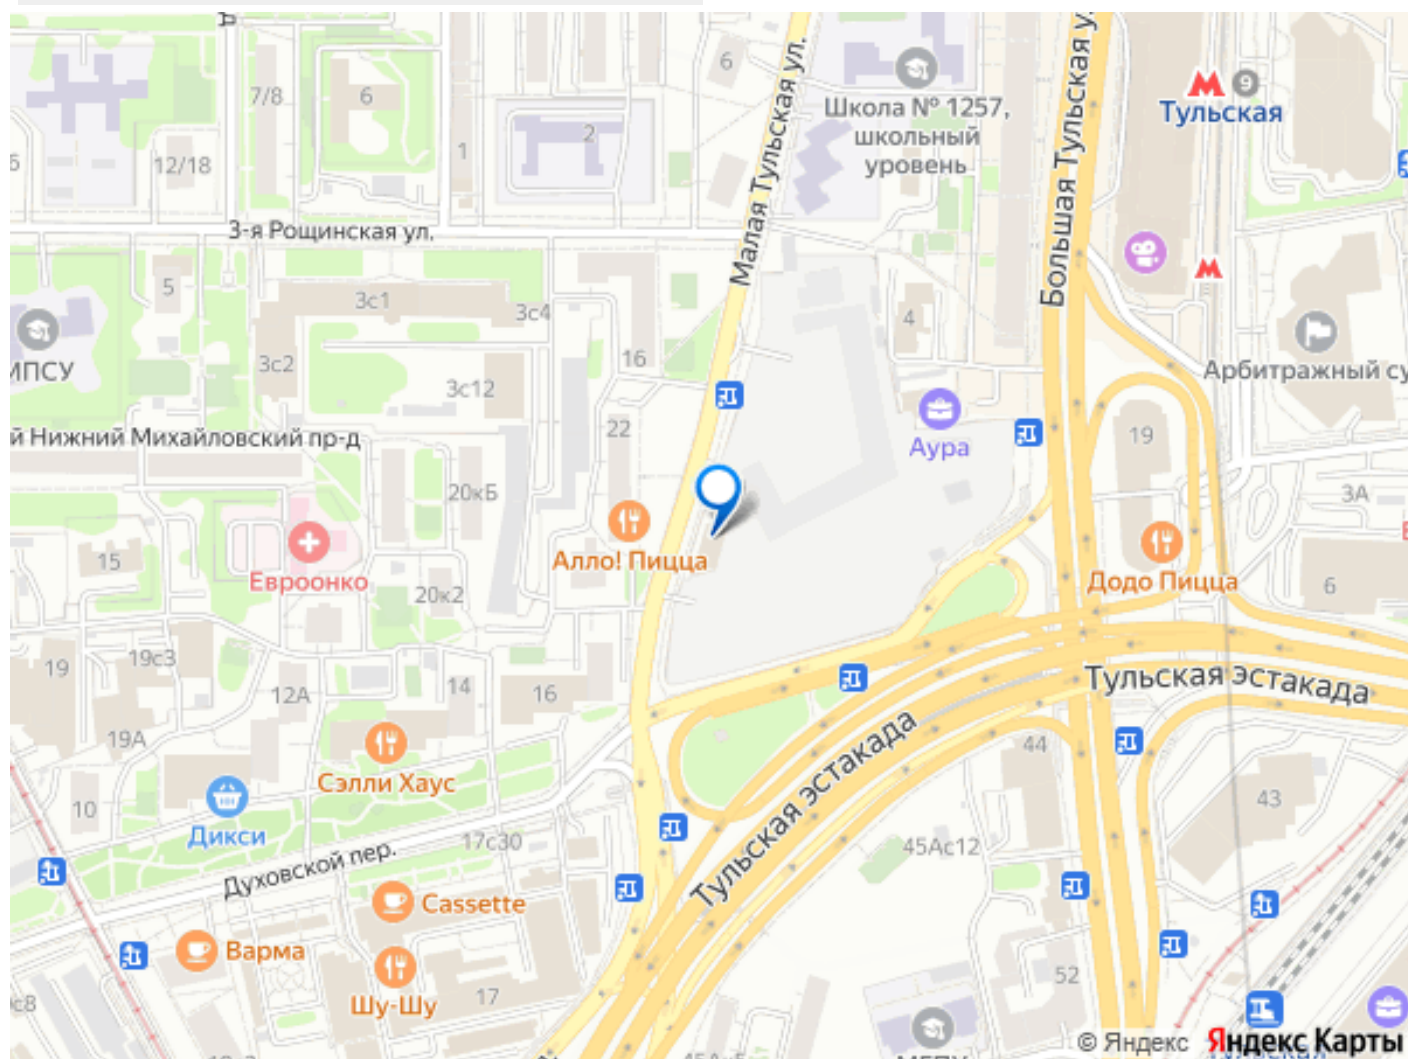 6
Малая Тульская ул.
Большая Тульская у
9
Тульская
Школа № 1257,
школьный
уровень
7/8
6
2
1
12/18
3-я Рощинская ул.
5
3с1
3с4
3с2
3с12
16
4
МПСУ
Арбитражный су
й Нижний Михайловский пр-д
22
Аура
19
20кБ
3А
Алло! Пицца
15
Евроонко
20к2
Додо Пицца
6
19
19с3
12А
14
16
Тульская эстакада
19А
Сэлли Хаус
44
10
Дикси
43
17с30
Духовской пер.
Тульская эстакада
45Ас12
Cassette
Варма
Шу-Шу
17
52
с8
© Яндекс Яндекс Карты